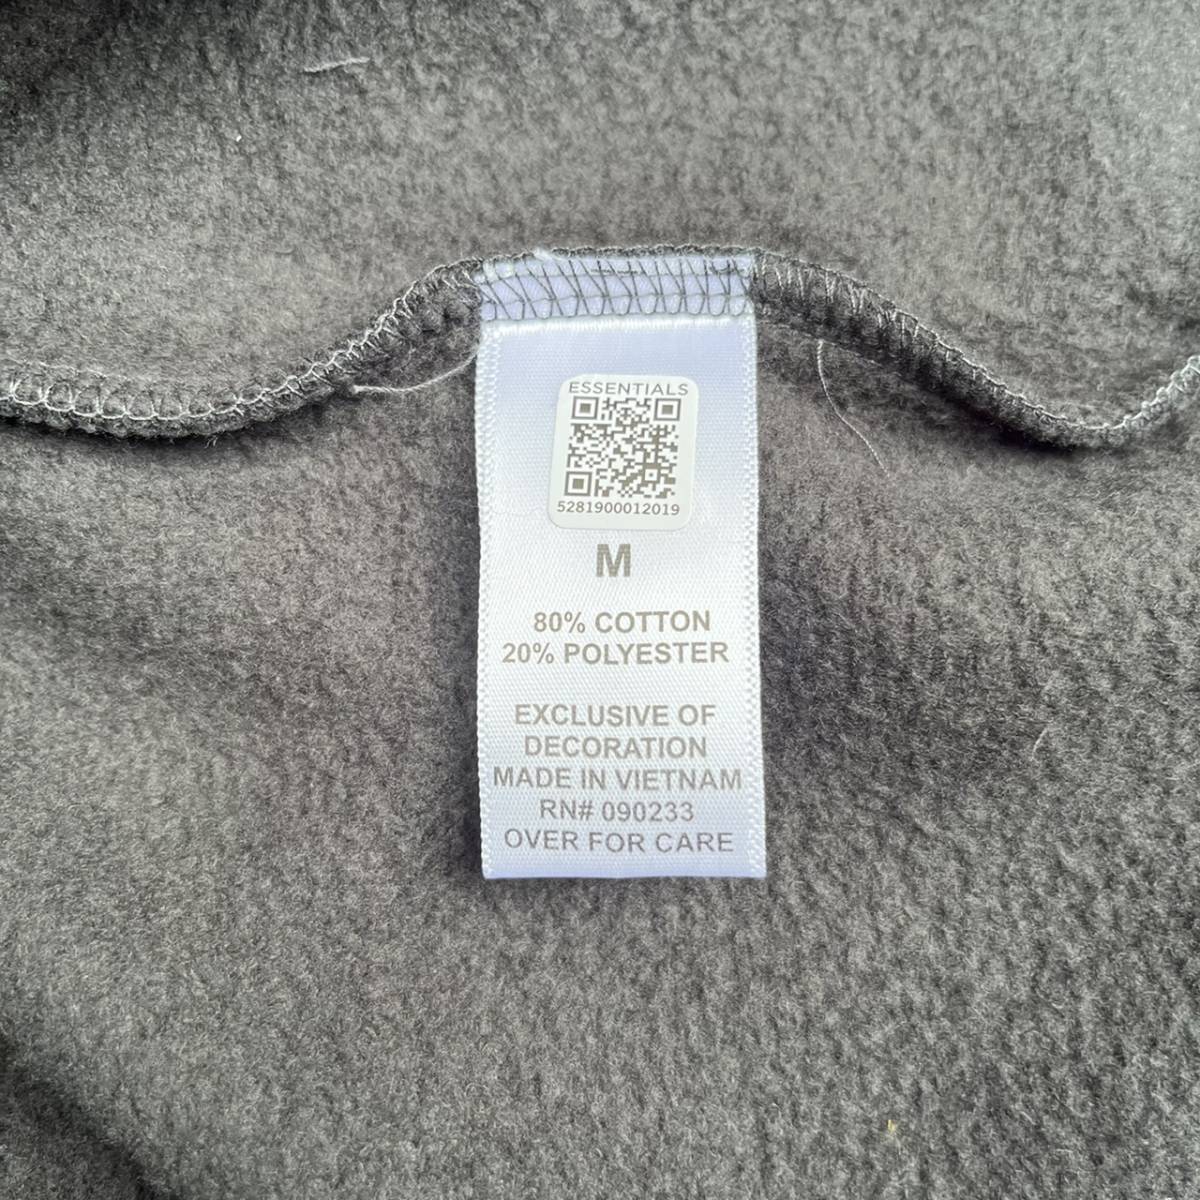 ESSENTIALS
5281900012019
M
80% COTTON
20% POLYESTER
EXCLUSIVE OF
DECORATION
MADE IN VIETNAM
RN# 090233
OVER FOR CARE